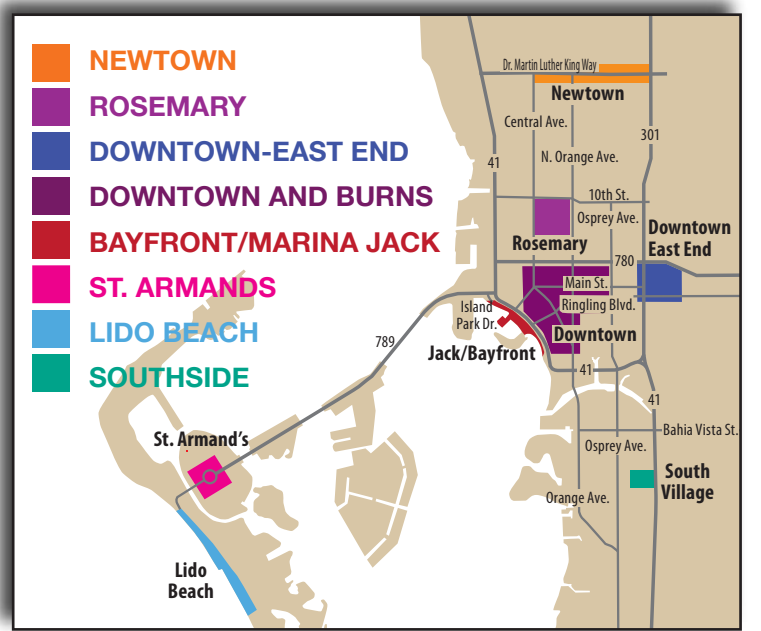 NEWTOWN
ROSEMARY
DOWNTOWN-EAST END
DOWNTOWN AND BURNS
BAYFRONT/MARINA JACK
ST. ARMANDS
LIDO BEACH
SOUTHSIDE
Dr. Martin Luther King Way
Newtown
Central Ave.
301
41
N. Orange Ave.
10th St.
Osprey Ave.
Rosemary
Downtown
East End
780
Main St.
Island
Park Dr.
Ringling Blvd.
Downtown
Jack/Bayfront
789
41
41
Bahia Vista St.
St. Armand's
Osprey Ave.
South
Village
Orange Ave.
Lido
Beach